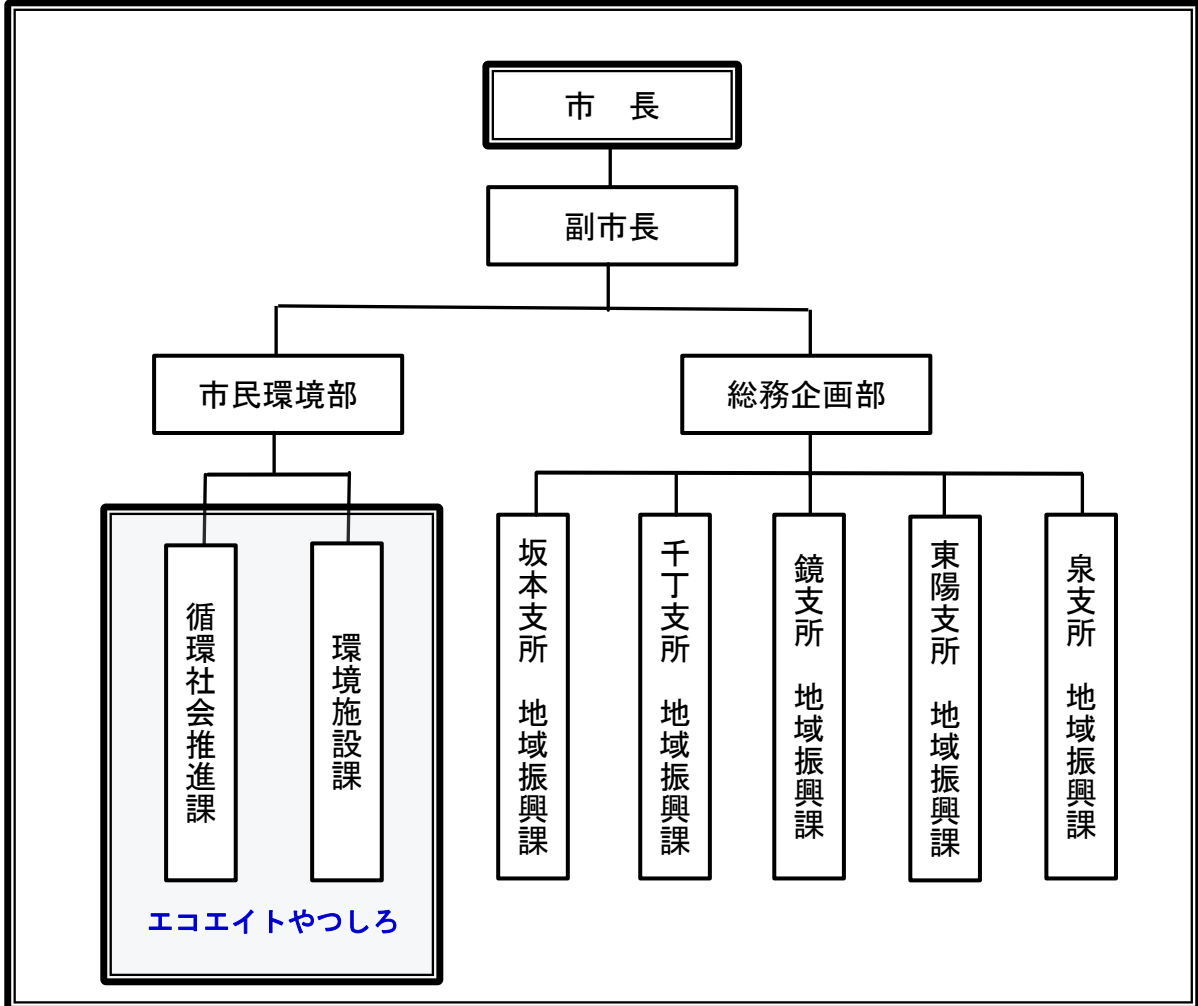 市　長
副市長
市民環境部
総務企画部
循環社会推進課
環境施設課
坂本支所　地域振興課
千丁支所　地域振興課
鏡支所　地域振興課
東陽支所　地域振興課
泉支所　地域振興課
エコエイトやつしろ